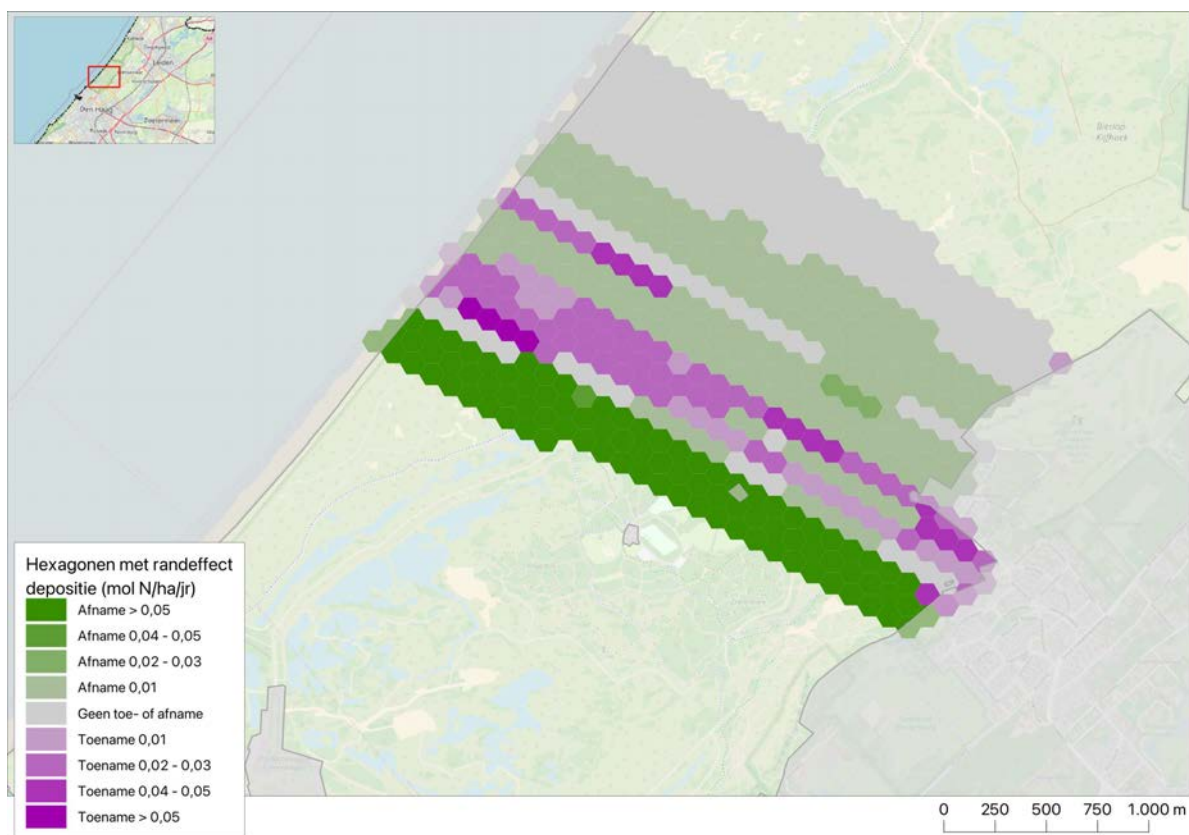 Leiden
Den Haag
Zoetermeer
Bierlap
Kijfhoek
Hexagonen met randeffect
depositie (mol N/ha/jr)
Afname > 0,05
Afname 0,04 - 0,05
Afname 0,02 - 0,03
Afname 0,01
Geen toe- of afname
Toename 0,01
Toename 0,02 - 0,03
Toename 0,04 - 0,05
Toename > 0,05
0 250 500 750 1.000 m